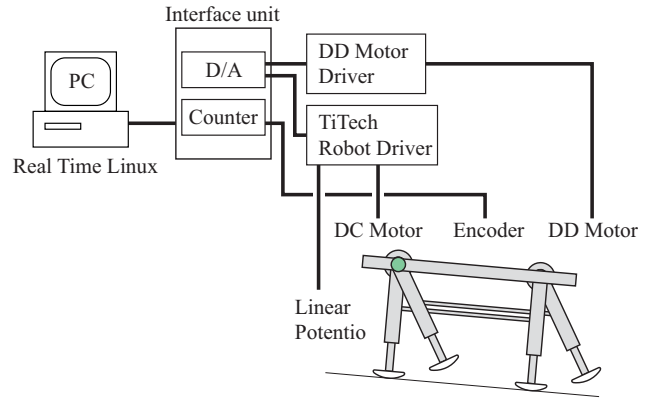 Interface unit
PC
D/A
DD Motor
Driver
Counter
TiTech
Robot Driver
Real Time Linux
DC Motor
Encoder
DD Motor
Linear
Potentio